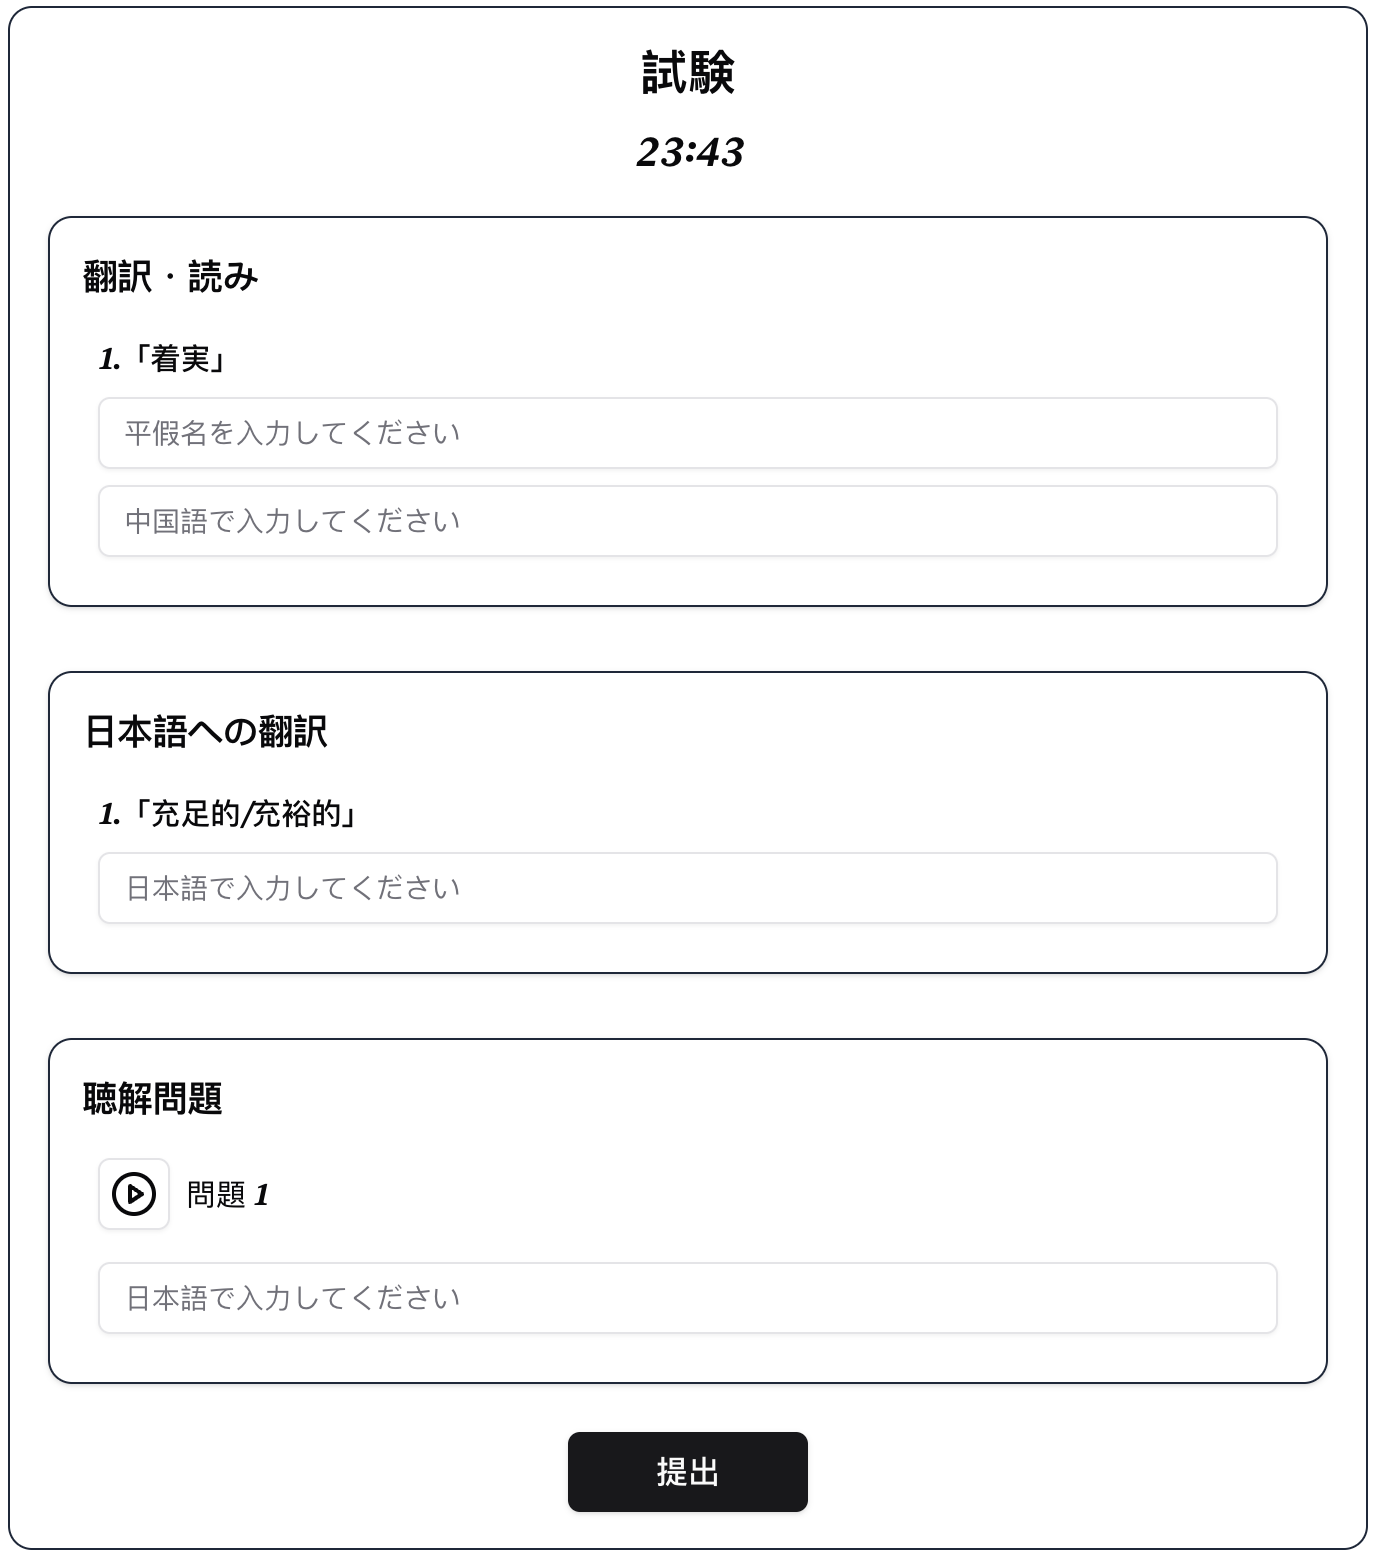 試験
23:43
翻訳・読み
1.「着実」
平假名を入力してください
中国語で入力してください
日本語への翻訳
1.「充足的/充裕的」
日本語で入力してください
聴解問題
問題 1
日本語で入力してください
提出